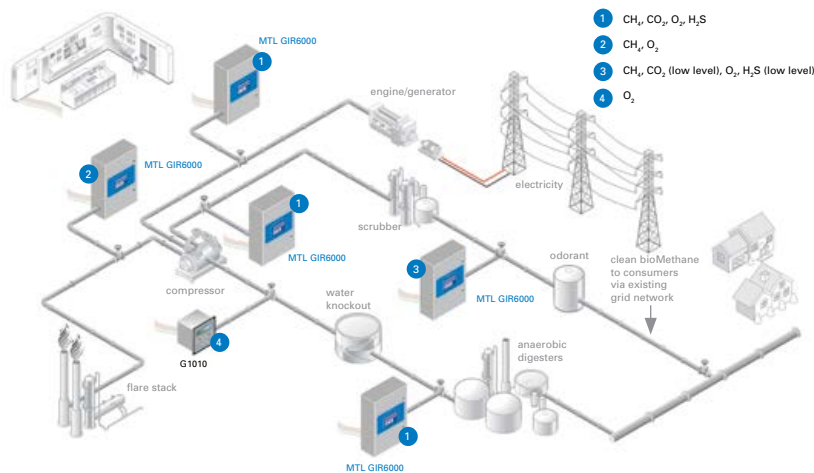 1 CH₄, CO₂, O₂, H₂S
2 CH₄, O₂
3 CH₄, CO₂ (low level), O₂, H₂S (low level)
4 O₂
MTL GIR6000
1
engine/generator
MTL GIR6000
2
electricity
1
MTL GIR6000
scrubber
3
MTL GIR6000
odorant
clean bioMethane
to consumers
via existing
grid network
compressor
water
knockout
4
G1010
anaerobic
digesters
flare stack
1
MTL GIR6000